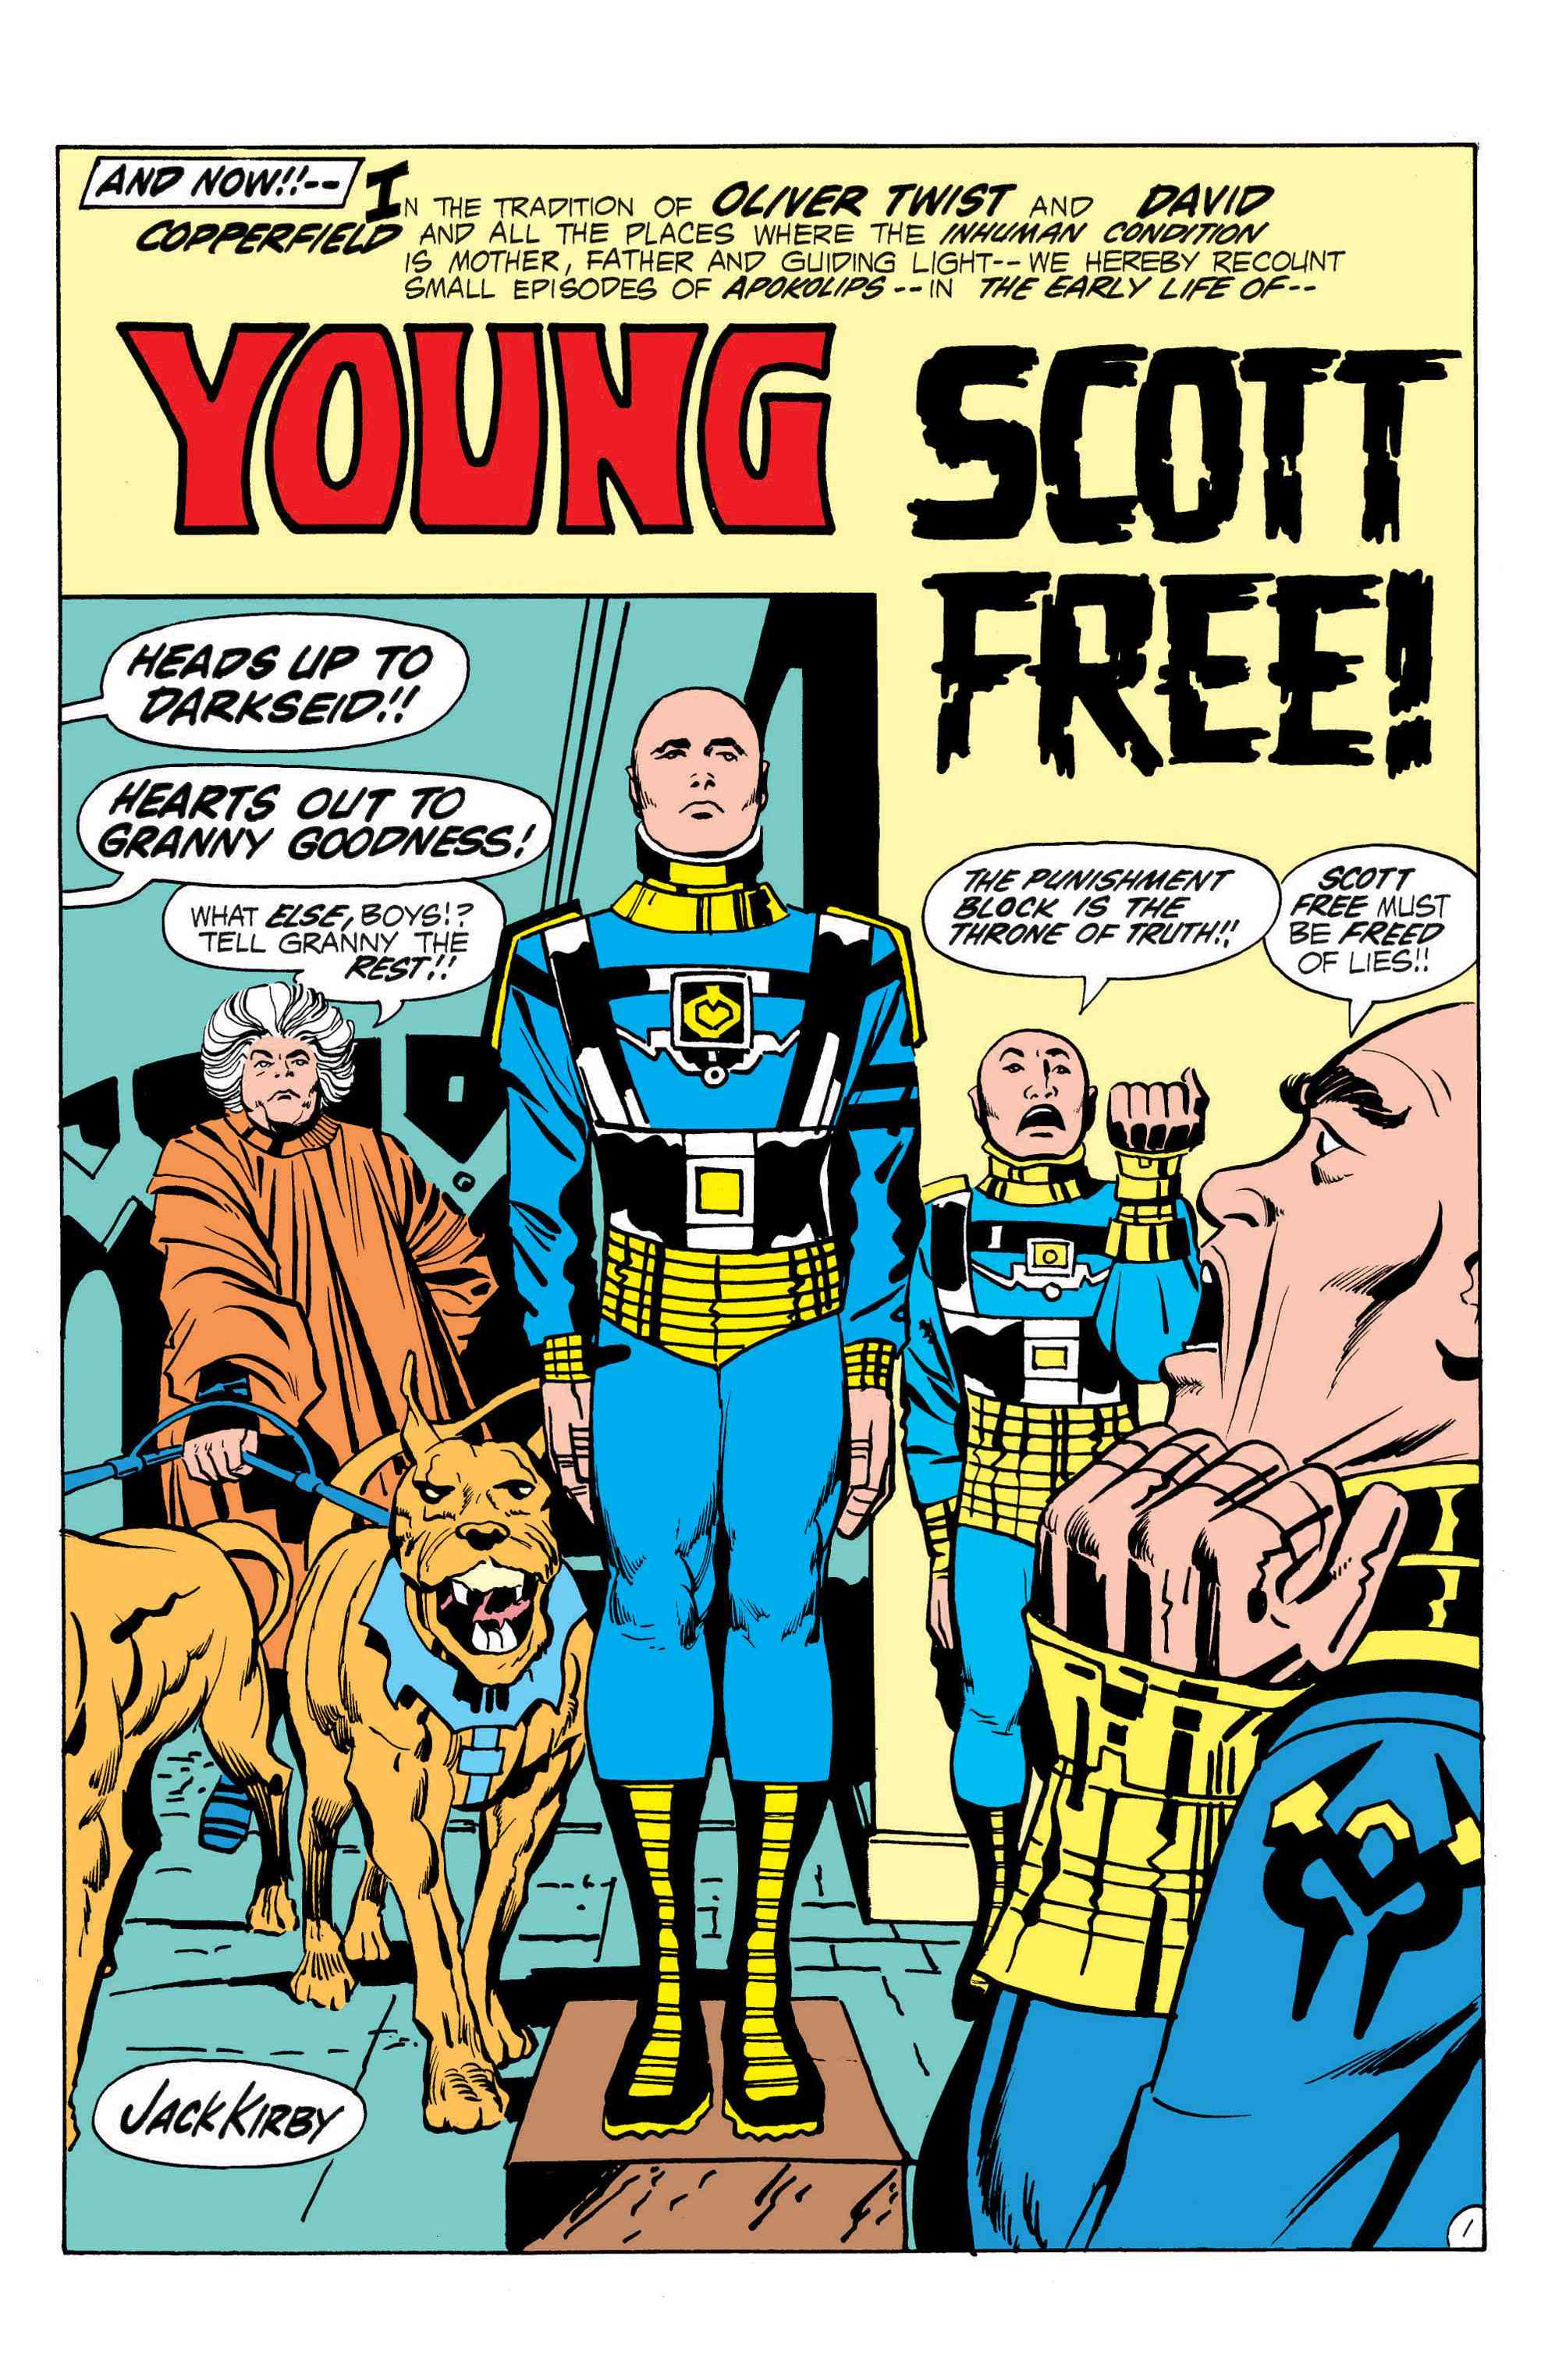 AND NOW!!--
IN THE TRADITION OF OLIVER TWIST AND DAVID
COPPERFIELD AND ALL THE PLACES WHERE THE INHUMAN CONDITION
IS MOTHER, FATHER AND GUIDING LIGHT--WE HEREBY RECOUNT
SMALL EPISODES OF APOKOLIPS--IN THE EARLY LIFE OF--
YOUNG SCOTT
FREE!
HEADS UP TO
DARKSEID!!
HEARTS OUT TO
GRANNY GOODNESS!
WHAT ELSE, BOYS!?
TELL GRANNY THE
REST!!
THE PUNISHMENT
BLOCK IS THE
THRONE OF TRUTH!!
SCOTT
FREE MUST
BE FREED
OF LIES!!
JACK KIRBY
1